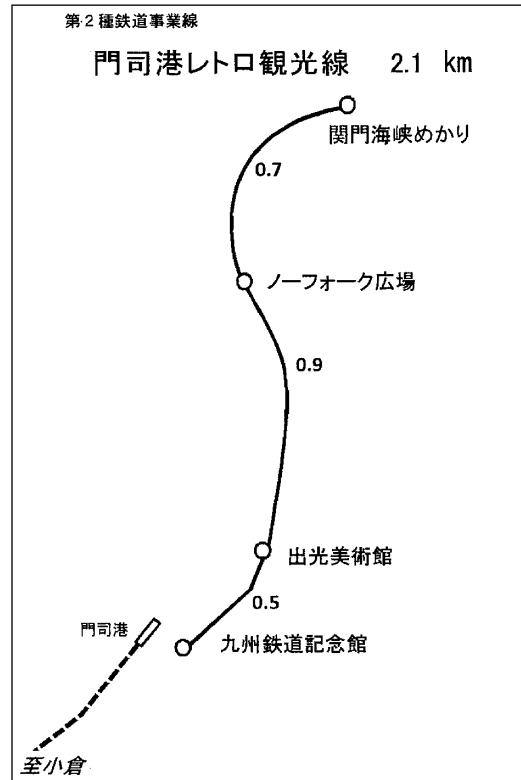 第2種鉄道事業線
門司港レトロ観光線 2.1 km
関門海峡めかり
0.7
ノーフォーク広場
0.9
出光美術館
0.5
門司港
九州鉄道記念館
至小倉